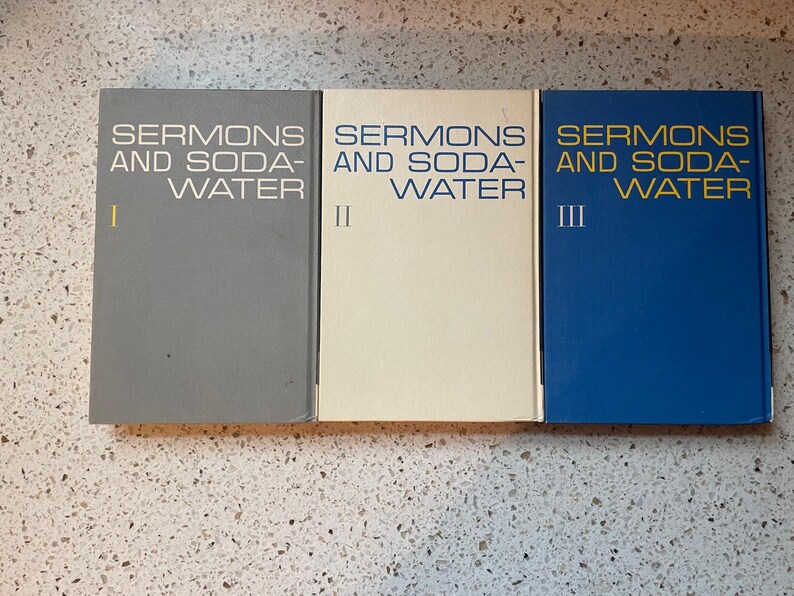 SERMONS
AND SODA-
WATER
I
SERMONS
AND SODA-
WATER
II
SERMONS
AND SODA-
WATER
III